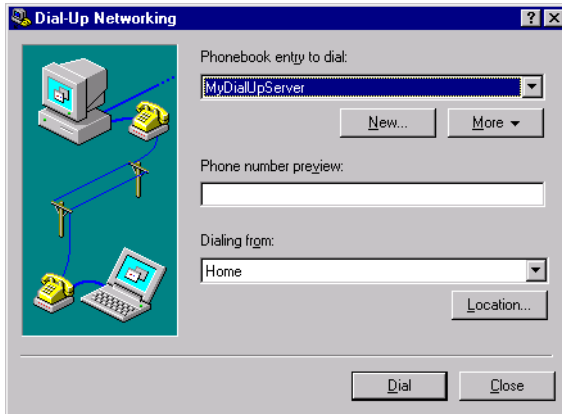 Dial-Up Networking
Phonebook entry to dial:
MyDialUpServer
New...
More
Phone number preview:
Dialing from:
Home
Location...
Dial
Close